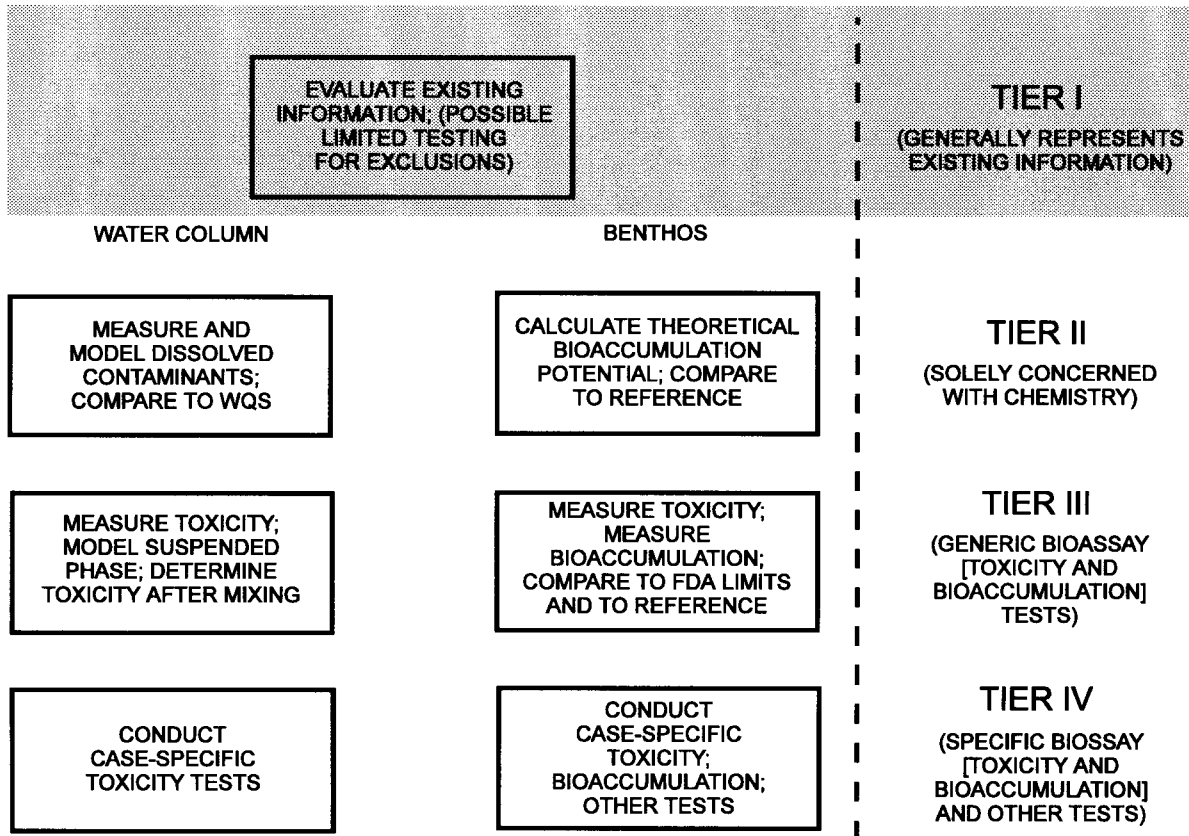 EVALUATE EXISTING
INFORMATION; (POSSIBLE
LIMITED TESTING
FOR EXCLUSIONS)
TIER I
(GENERALLY REPRESENTS
EXISTING INFORMATION)
WATER COLUMN
BENTHOS
MEASURE AND
MODEL DISSOLVED
CONTAMINANTS;
COMPARE TO WQS
CALCULATE THEORETICAL
BIOACCUMULATION
POTENTIAL; COMPARE
TO REFERENCE
TIER II
(SOLELY CONCERNED
WITH CHEMISTRY)
MEASURE TOXICITY;
MODEL SUSPENDED
PHASE; DETERMINE
TOXICITY AFTER MIXING
MEASURE TOXICITY;
MEASURE
BIOACCUMULATION;
COMPARE TO FDA LIMITS
AND TO REFERENCE
TIER III
(GENERIC BIOASSAY
[TOXICITY AND
BIOACCUMULATION]
TESTS)
CONDUCT
CASE-SPECIFIC
TOXICITY TESTS
CONDUCT
CASE-SPECIFIC
TOXICITY;
BIOACCUMULATION;
OTHER TESTS
TIER IV
(SPECIFIC BIOSSAY
[TOXICITY AND
BIOACCUMULATION]
AND OTHER TESTS)